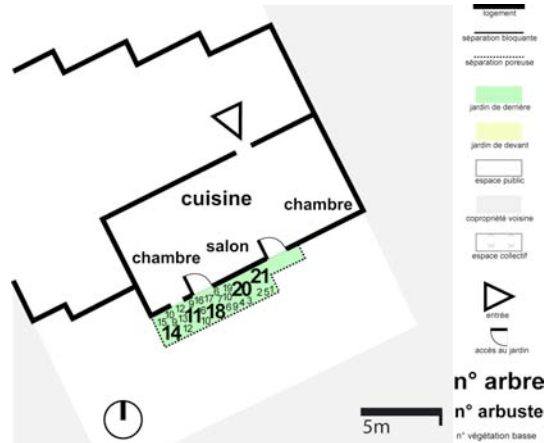 cuisine
chambre
salon
chambre
21
20
18
11
14
5m
logement
séparation bloquante
séparation poreuse
jardin de derrière
jardin de devant
espace public
copropriété voisine
espace collectif
entrée
accès au jardin
n° arbre
n° arbuste
n° végétation basse